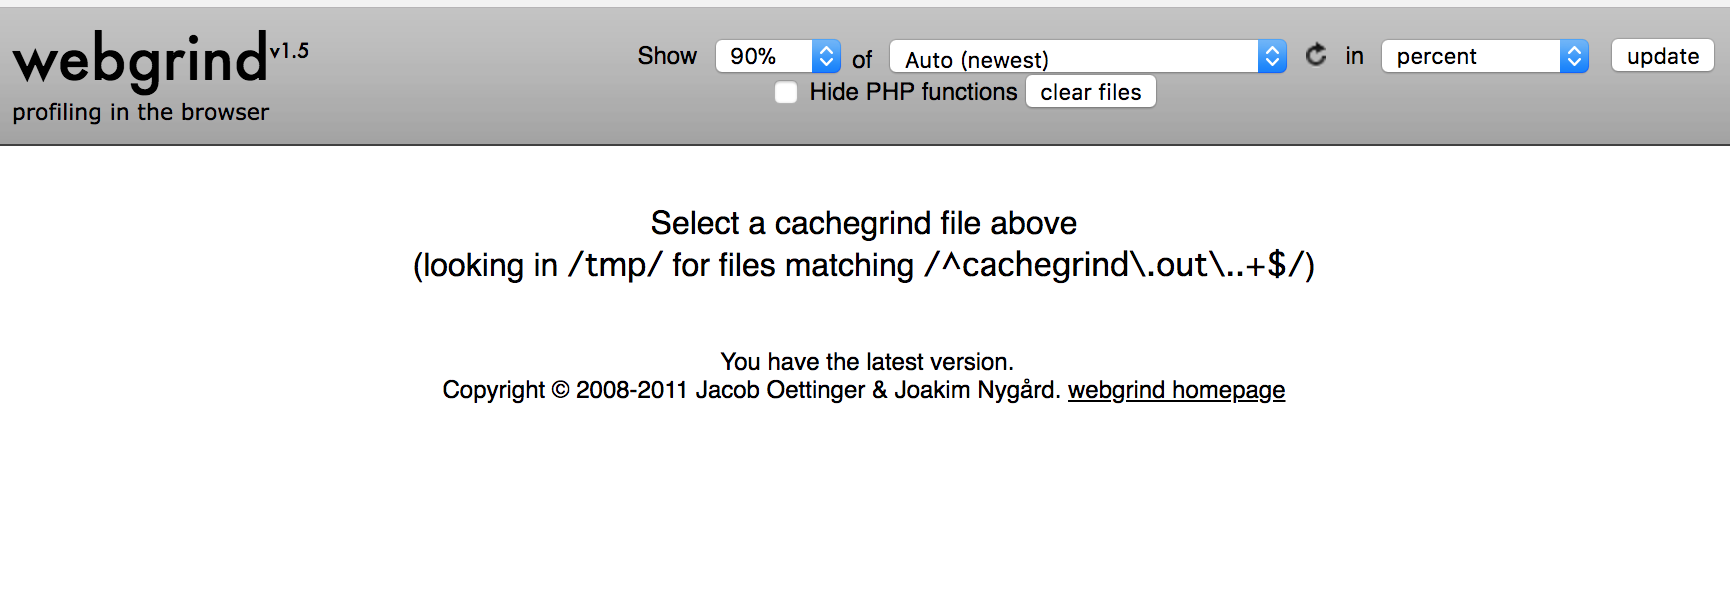 webgrind v1.5
profiling in the browser
Show 90% of Auto (newest) in percent update
Hide PHP functions clear files
Select a cachegrind file above
(looking in /tmp/ for files matching /^cachegrind\.out\..+$/)
You have the latest version.
Copyright © 2008-2011 Jacob Oettinger & Joakim Nygård. webgrind homepage